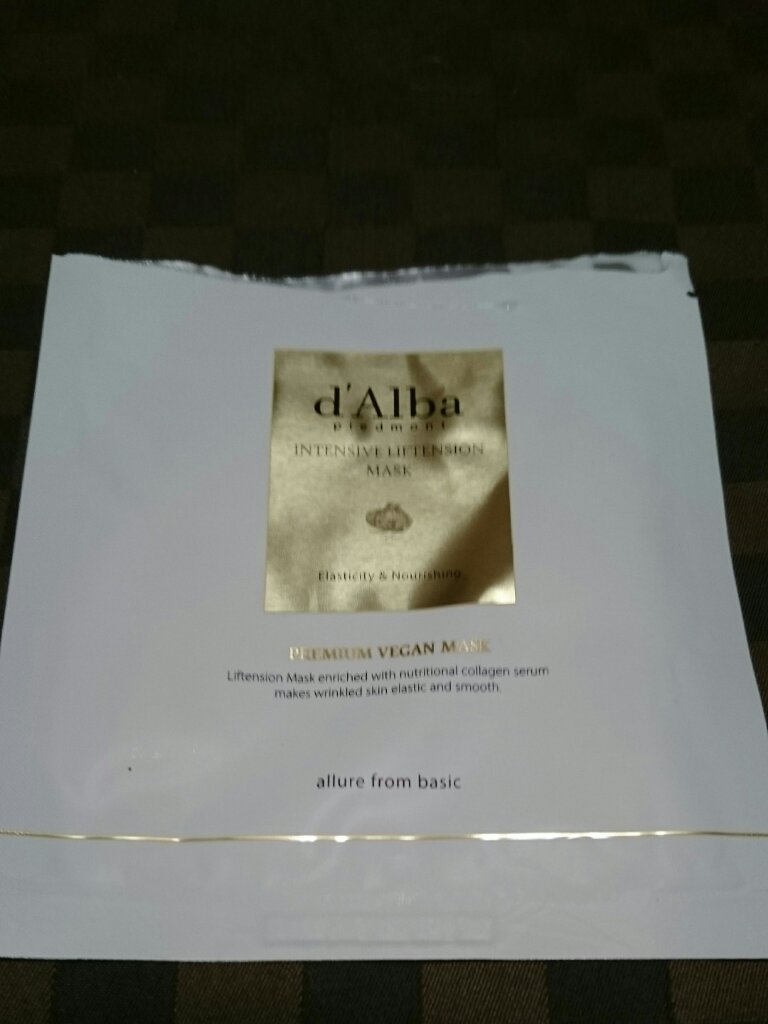 d'Alba
piedmont
INTENSIVE LIFTENSION
MASK
Elasticity & Nourishing
PREMIUM VEGAN MASK
Liftension Mask enriched with nutritional collagen serum
makes wrinkled skin elastic and smooth.
allure from basic